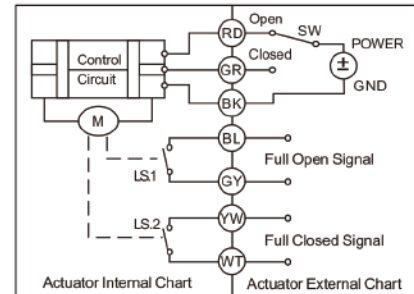 RD
Open
SW
POWER
Control
Circuit
GR
Closed
±
GND
BK
M
BL
Full Open Signal
LS.1
GY
YW
LS.2
Full Closed Signal
WT
Actuator Internal Chart
Actuator External Chart